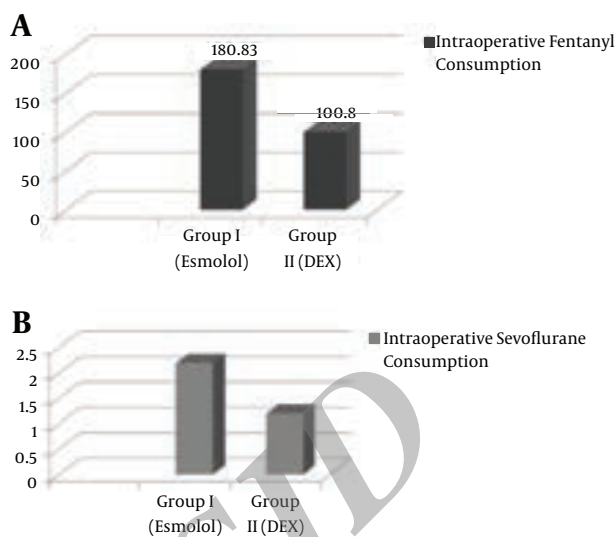 A
180.83
100.8
200
150
100
50
0
Group I
(Esmolol)
Group
II (DEX)
Intraoperative Fentanyl
Consumption
B
2.5
2
1.5
1
0.5
0
Group I
(Esmolol)
Group
II (DEX)
Intraoperative Sevoflurane
Consumption
SID